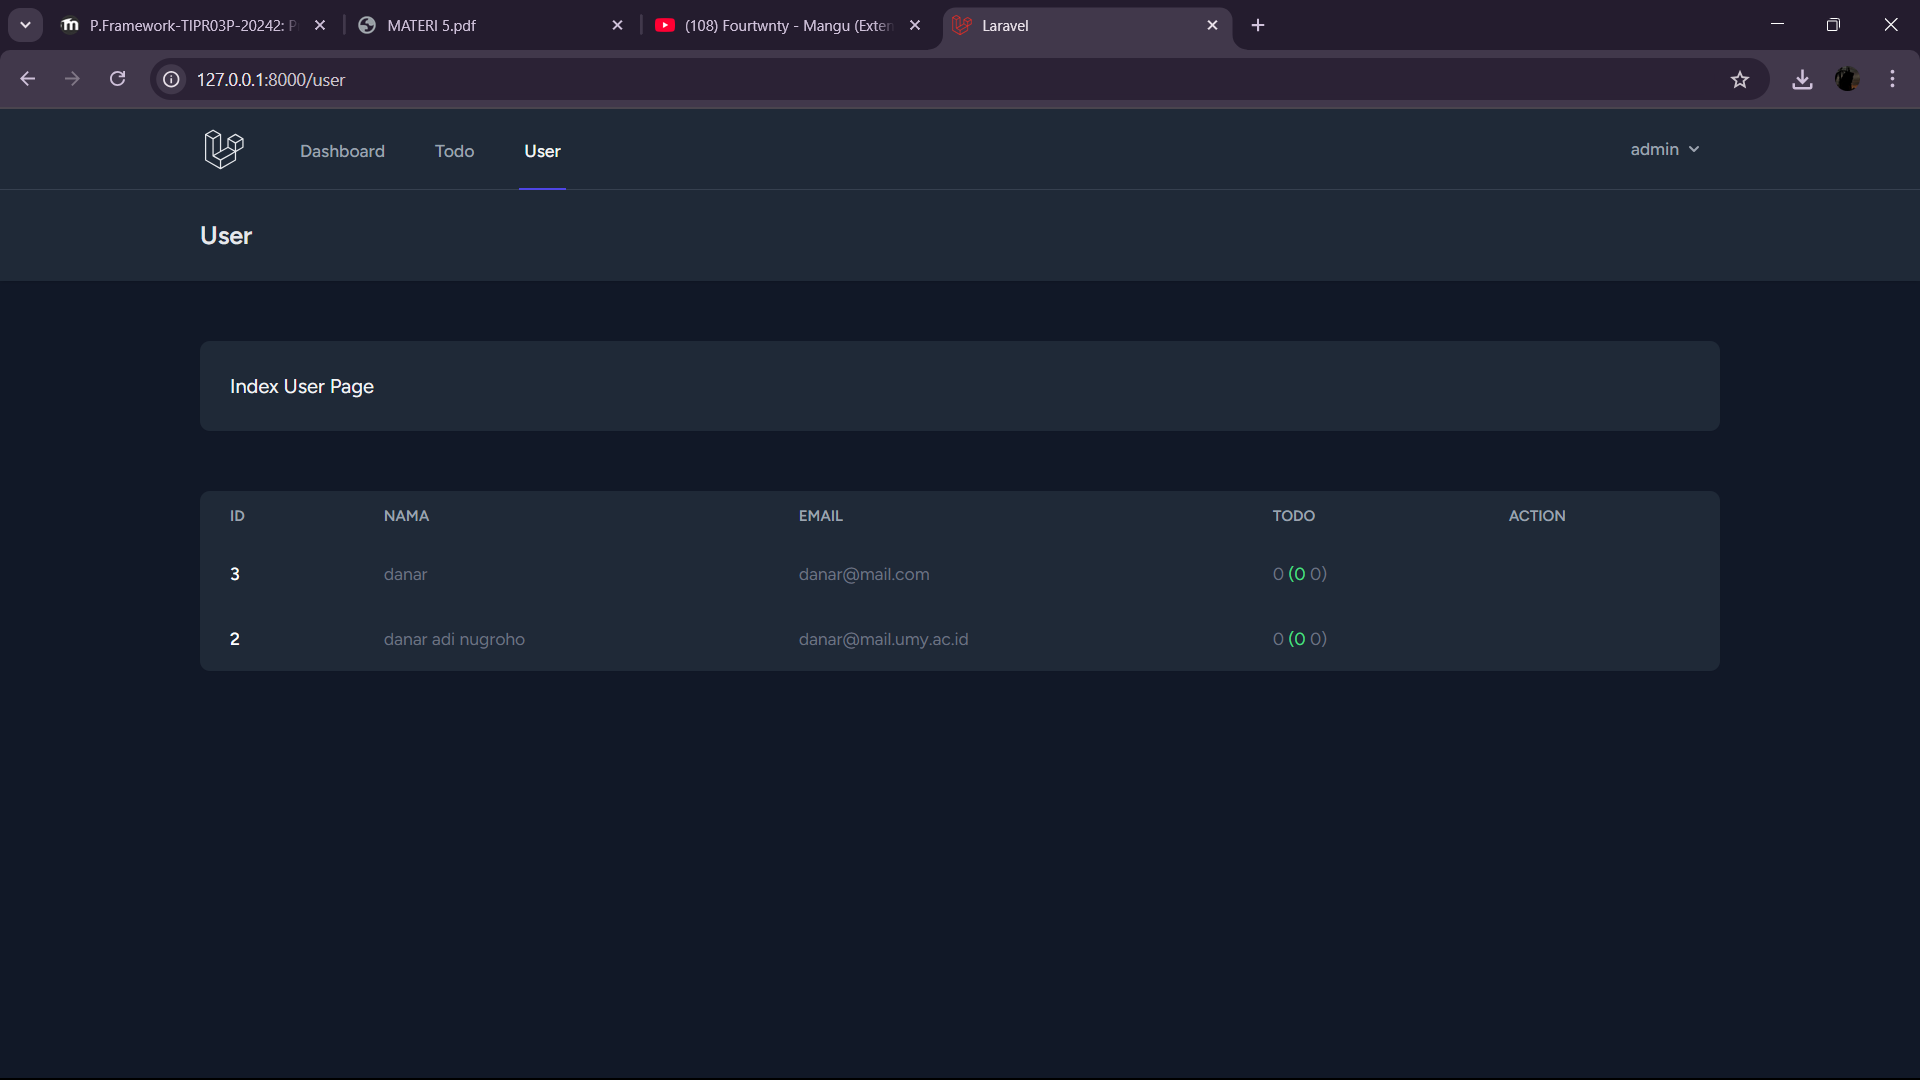 P.Framework-TIPR03P-20242:
MATERI 5.pdf
(108) Fourtwnty - Mangu (Exten
Laravel
127.0.0.1:8000/user
Dashboard
Todo
User
admin
User
Index User Page
ID NAMA EMAIL TODO ACTION
3 danar danar@mail.com 0 (0 0)
2 danar adi nugroho danar@mail.umy.ac.id 0 (0 0)